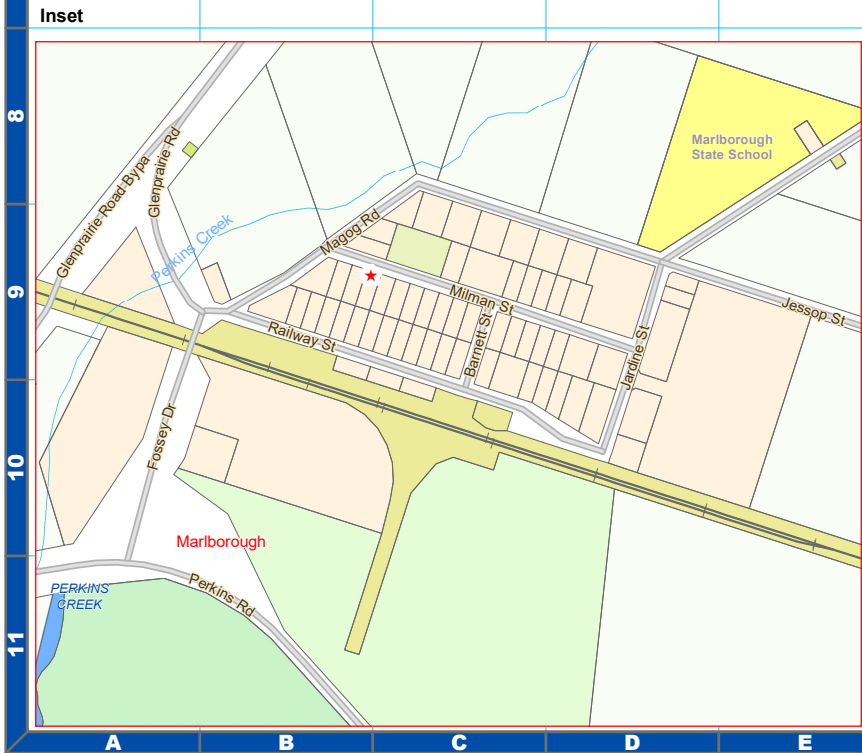 Inset
8
Glenprairie Rd
Marlborough
State School
Glenprairie Road Bypa
Perkins Creek
Magog Rd
9
Milman St
Jessop St
Railway St
Barnett St
Jardine St
Fossey Dr
10
Marlborough
PERKINS
CREEK
Perkins Rd
11
A
B
C
D
E